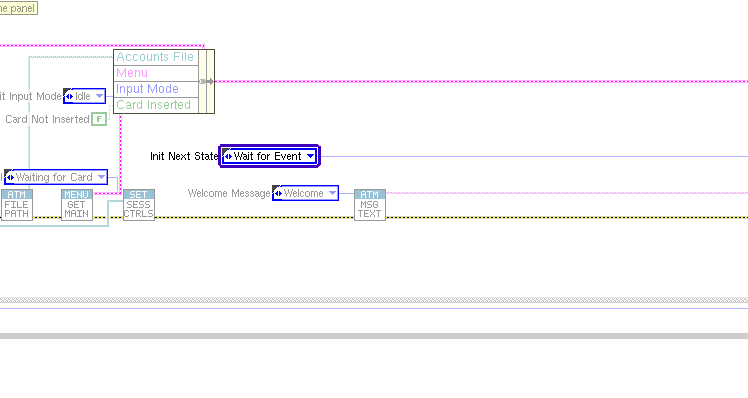 ne panel
Accounts File
Menu
it Input Mode Idle Input Mode
Card Not Inserted F Card Inserted
Init Next State Wait for Event
Waiting for Card
Welcome Message Welcome
ATM FILE PATH
MENU GET MAIN
SET SESS CTRLS
ATM MSG TEXT